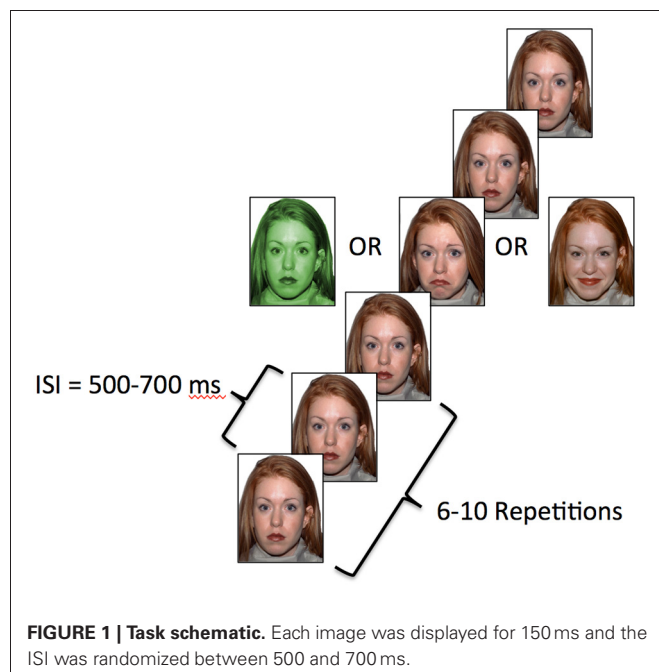 OR
OR
ISI = 500-700 ms
6-10 Repetitions
FIGURE 1 | Task schematic. Each image was displayed for 150 ms and the
ISI was randomized between 500 and 700 ms.